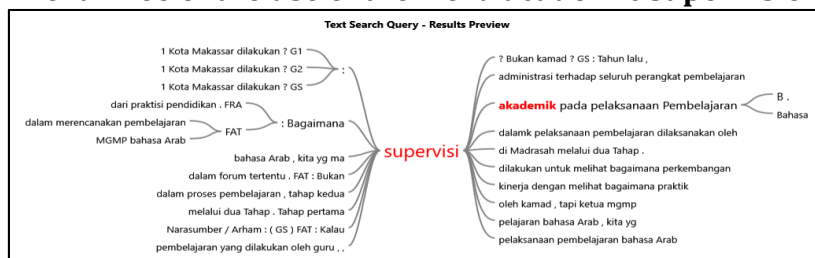 Text Search Query - Results Preview
1 Kota Makassar dilakukan ? G1
1 Kota Makassar dilakukan ? G2
1 Kota Makassar dilakukan ? GS
:
dari praktisi pendidikan . FRA
dalam merencanakan pembelajaran
MGMP bahasa Arab
FAT
: Bagaimana
bahasa Arab , kita yg ma
dalam forum tertentu . FAT : Bukan
dalam proses pembelajaran , tahap kedua
melalui dua Tahap . Tahap pertama
Narasumber / Arham : ( GS ) FAT : Kalau
pembelajaran yang dilakukan oleh guru , ,
supervisi
? Bukan kamad ? GS : Tahun lalu ,
administrasi terhadap seluruh perangkat pembelajaran
akademik pada pelaksanaan Pembelajaran
B .
Bahasa
dalamk pelaksanaan pembelajaran dilaksanakan oleh
di Madrasah melalui dua Tahap .
dilakukan untuk melihat bagaimana perkembangan
kinerja dengan melihat bagaimana praktik
oleh kamad , tapi ketua mgmp
pelajaran bahasa Arab , kita yg
pelaksanaan pembelajaran bahasa Arab